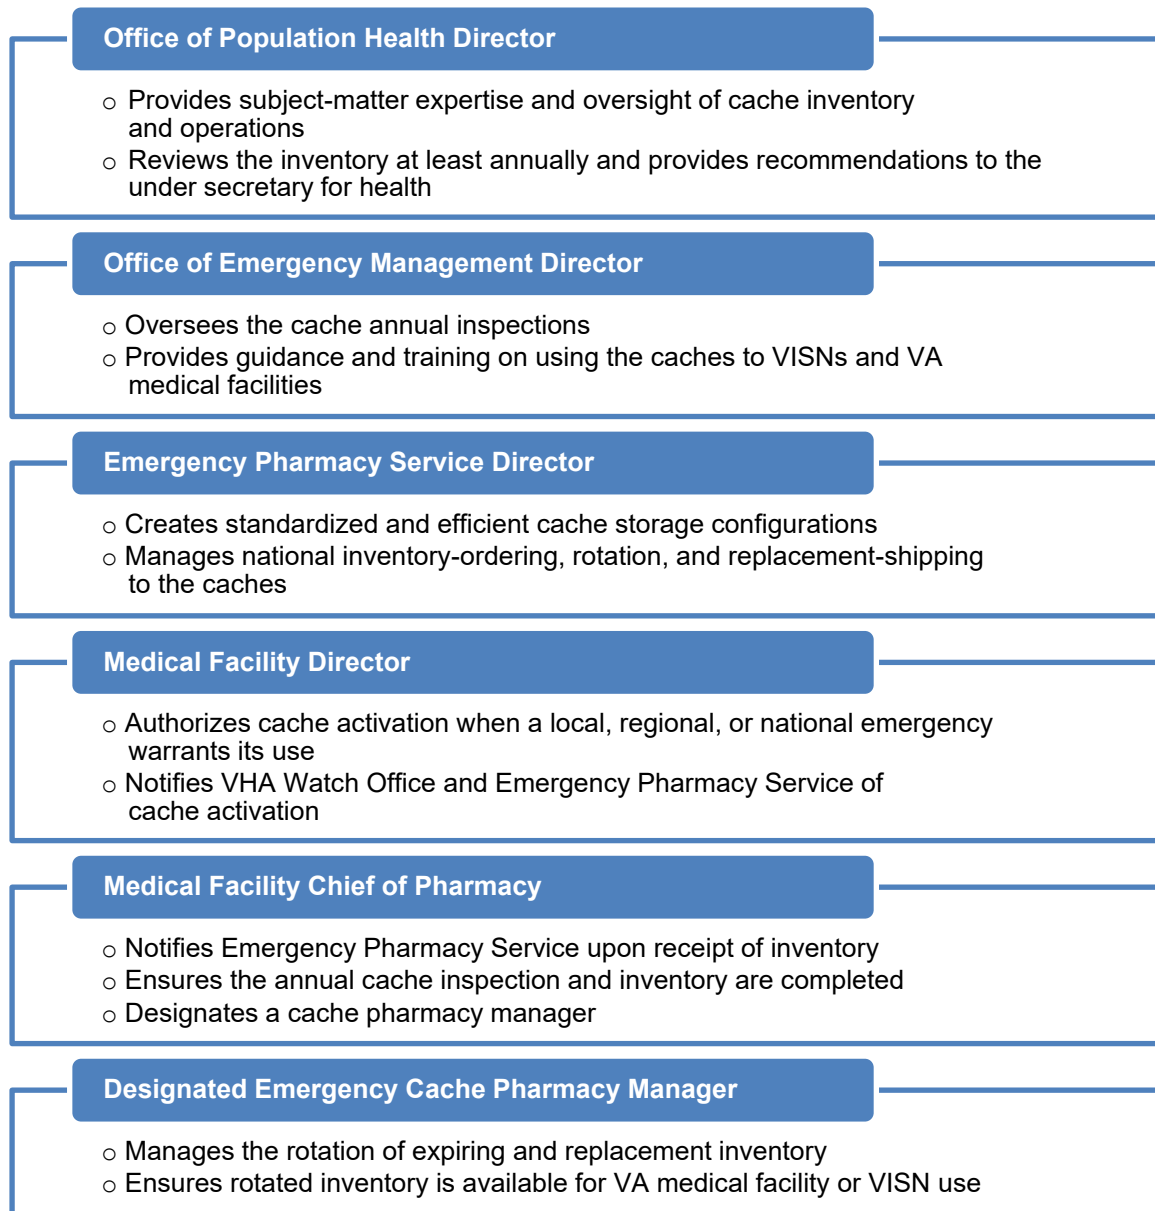 Office of Population Health Director
○ Provides subject-matter expertise and oversight of cache inventory
and operations
○ Reviews the inventory at least annually and provides recommendations to the
under secretary for health
Office of Emergency Management Director
○ Oversees the cache annual inspections
○ Provides guidance and training on using the caches to VISNs and VA
medical facilities
Emergency Pharmacy Service Director
○ Creates standardized and efficient cache storage configurations
○ Manages national inventory-ordering, rotation, and replacement-shipping
to the caches
Medical Facility Director
○ Authorizes cache activation when a local, regional, or national emergency
warrants its use
○ Notifies VHA Watch Office and Emergency Pharmacy Service of
cache activation
Medical Facility Chief of Pharmacy
○ Notifies Emergency Pharmacy Service upon receipt of inventory
○ Ensures the annual cache inspection and inventory are completed
○ Designates a cache pharmacy manager
Designated Emergency Cache Pharmacy Manager
○ Manages the rotation of expiring and replacement inventory
○ Ensures rotated inventory is available for VA medical facility or VISN use